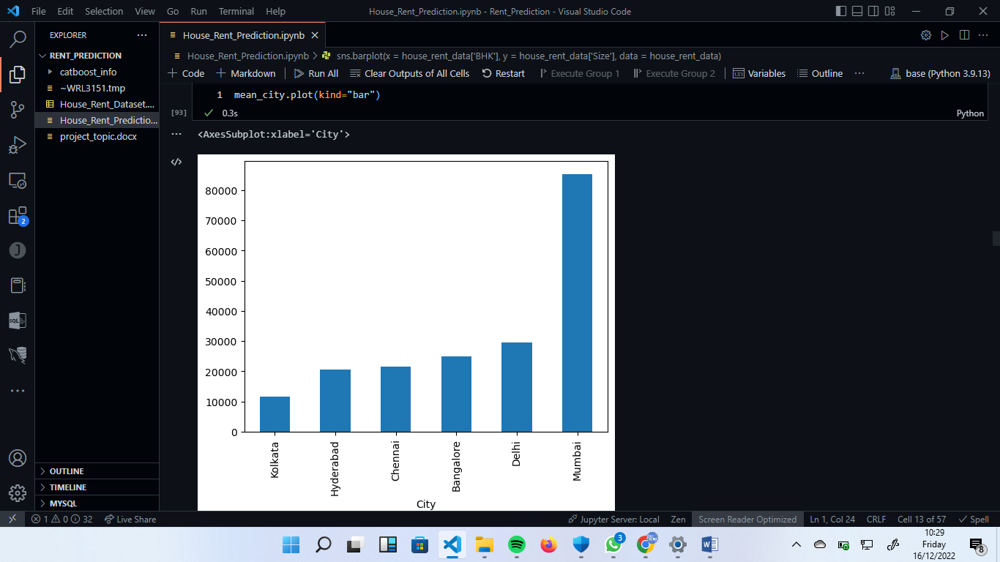 File Edit Selection View Go Run Terminal Help House_Rent_Prediction.ipynb - Rent_Prediction - Visual Studio Code
EXPLORER ···
House_Rent_Prediction.ipynb
RENT_PREDICTION
House_Rent_Prediction.ipynb > sns.barplot(x = house_rent_data['BHK'], y = house_rent_data['Size'], data = house_rent_data)
catboost_info
+ Code + Markdown Run All Clear Outputs of All Cells Restart Execute Group 1 Execute Group 2 Variables Outline ··· base (Python 3.9.13)
~WRL3151.tmp
House_Rent_Dataset....
House_Rent_Predictio...
project_topic.docx
1 mean_city.plot(kind="bar")
[93] 0.3s Python
<AxesSubplot:xlabel='City'>
80000
70000
60000
50000
40000
30000
20000
10000
0
Kolkata
Hyderabad
Chennai
Bangalore
Delhi
Mumbai
City
2
J
SQL
OUTLINE
TIMELINE
MYSQL
1 0 32 Live Share Jupyter Server: Local Zen Screen Reader Optimized Ln 1, Col 24 CRLF Cell 13 of 57 Spell
3
10:29
Friday
16/12/2022
8